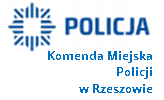 POLICJA
Komenda Miejska
Policji
w Rzeszowie